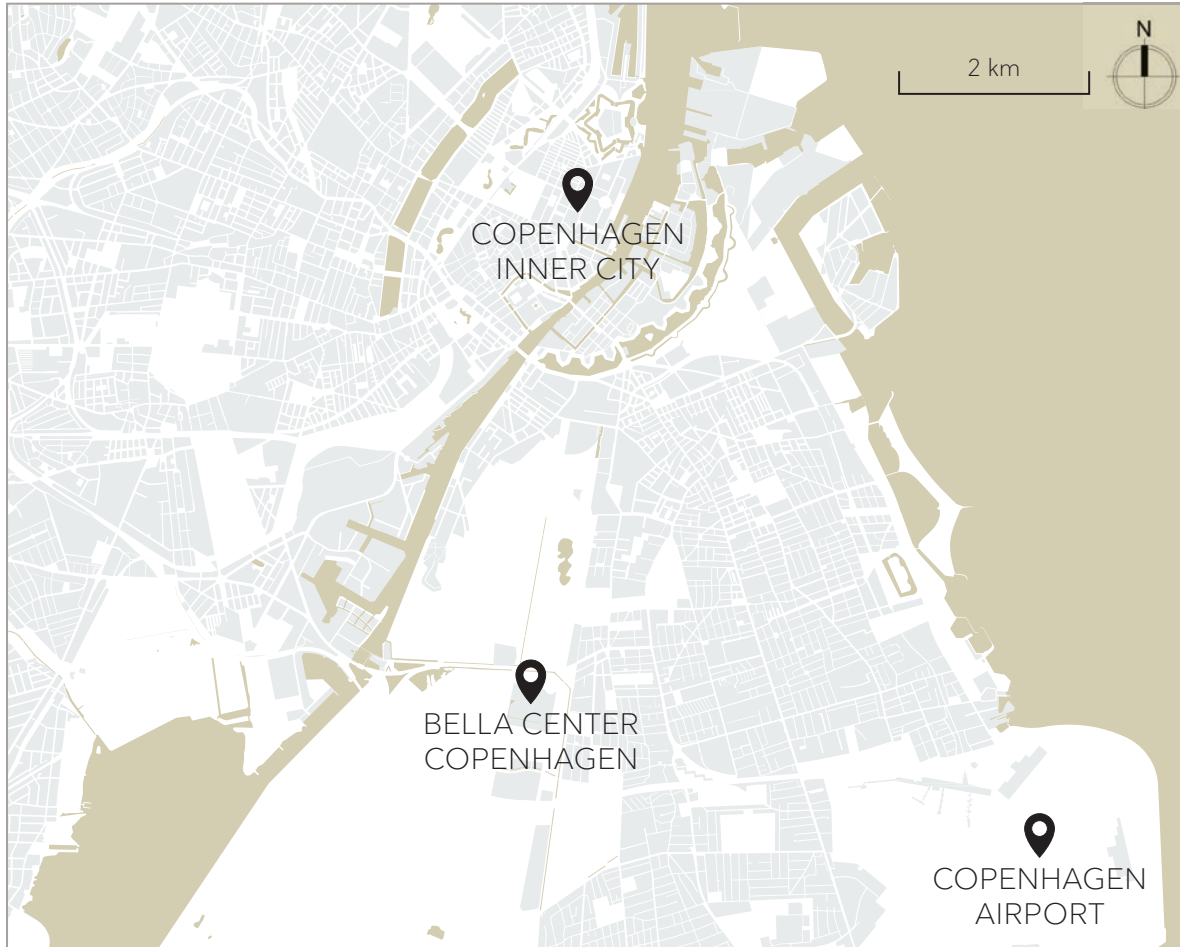 N
2 km
COPENHAGEN
INNER CITY
BELLA CENTER
COPENHAGEN
COPENHAGEN
AIRPORT